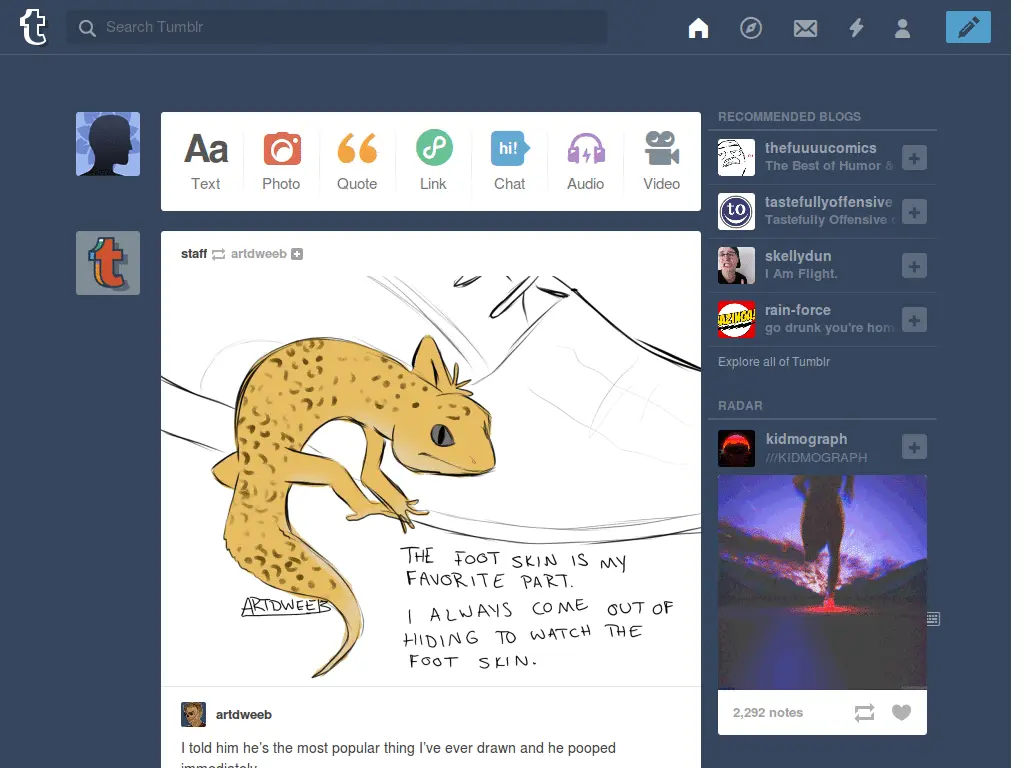 t
Search Tumblr
Aa
Text
Photo
Quote
Link
hi!
Chat
Audio
Video
staff artdweeb
THE FOOT SKIN IS MY
FAVORITE PART.
I ALWAYS COME OUT OF
HIDING TO WATCH THE
FOOT SKIN.
ARTDWEEB
artdweeb
I told him he's the most popular thing I've ever drawn and he pooped
immediately
RECOMMENDED BLOGS
thefuuuucomics
The Best of Humor &
to
tastefullyoffensive
Tastefully Offensive
skellydun
I Am Flight.
AZINGA!
rain-force
go drunk you're hom
Explore all of Tumblr
RADAR
kidmograph
///KIDMOGRAPH
2,292 notes